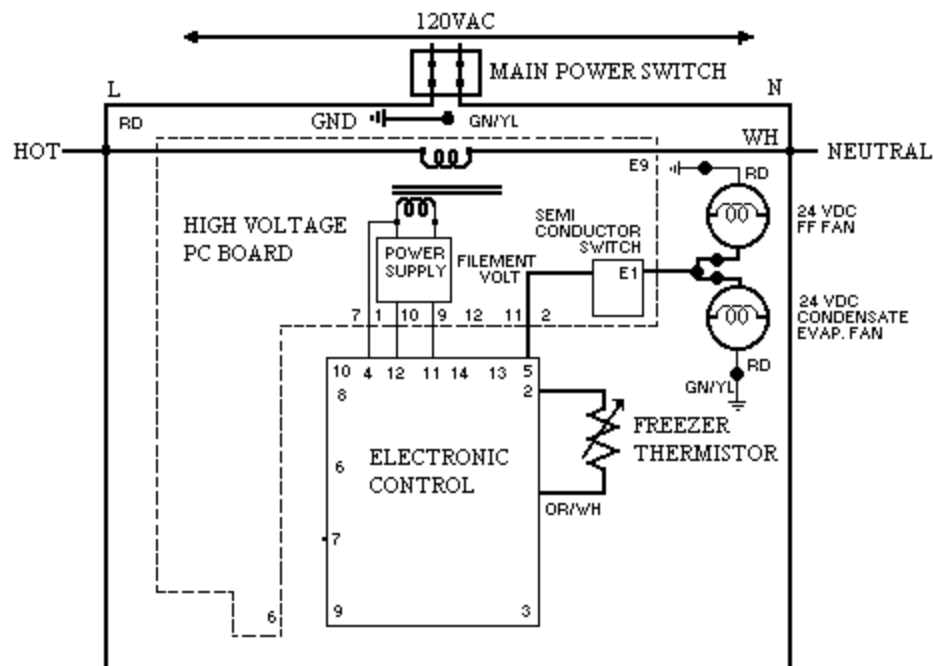 120VAC
MAIN POWER SWITCH
L
N
RD
GND
GN/YL
HOT
WH
NEUTRAL
E9
RD
HIGH VOLTAGE
PC BOARD
SEMI
CONDUCTOR
SWITCH
24 VDC
FF FAN
POWER
SUPPLY
FILEMENT
VOLT
E1
24 VDC
CONDENSATE
EVAP. FAN
7 1 10 9 12 11 2
RD
GN/YL
10 4 12 11 14 13 5
8
2
FREEZER
THERMISTOR
6
ELECTRONIC
CONTROL
OR/WH
7
9
3
6